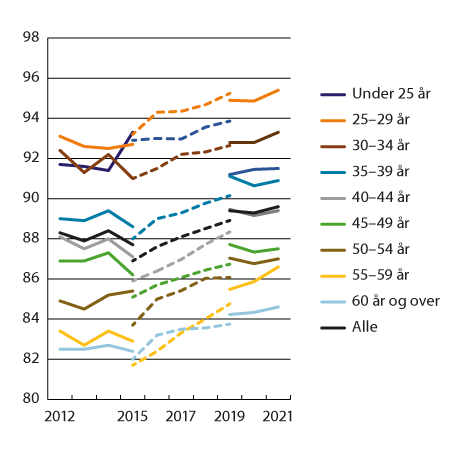 98
96
94
92
90
88
86
84
82
80
2012
2015
2017
2019
2021
Under 25 år
25–29 år
30–34 år
35–39 år
40–44 år
45–49 år
50–54 år
55–59 år
60 år og over
Alle